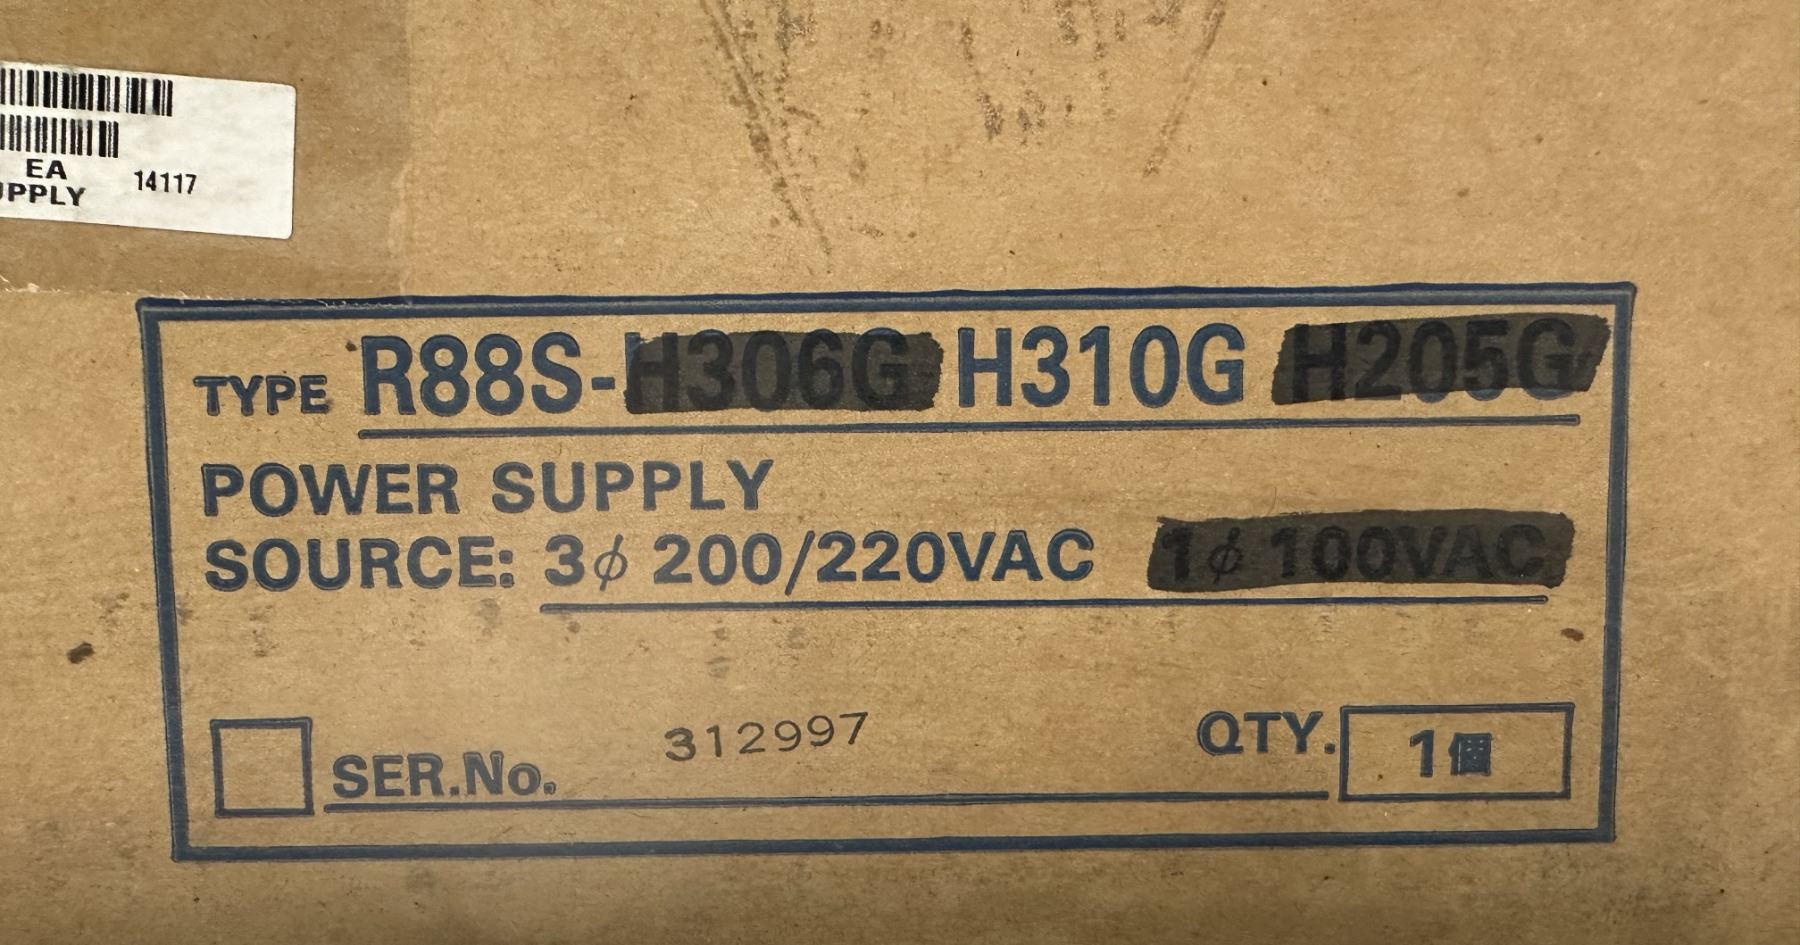 EA 14117
UPPLY
TYPE R88S-H306G H310G H205G
POWER SUPPLY
SOURCE: 3φ 200/220VAC 1φ 100VAC
SER.No. 312997 QTY. 1個